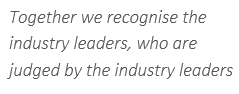 Together we recognise the
industry leaders, who are
judged by the industry leaders